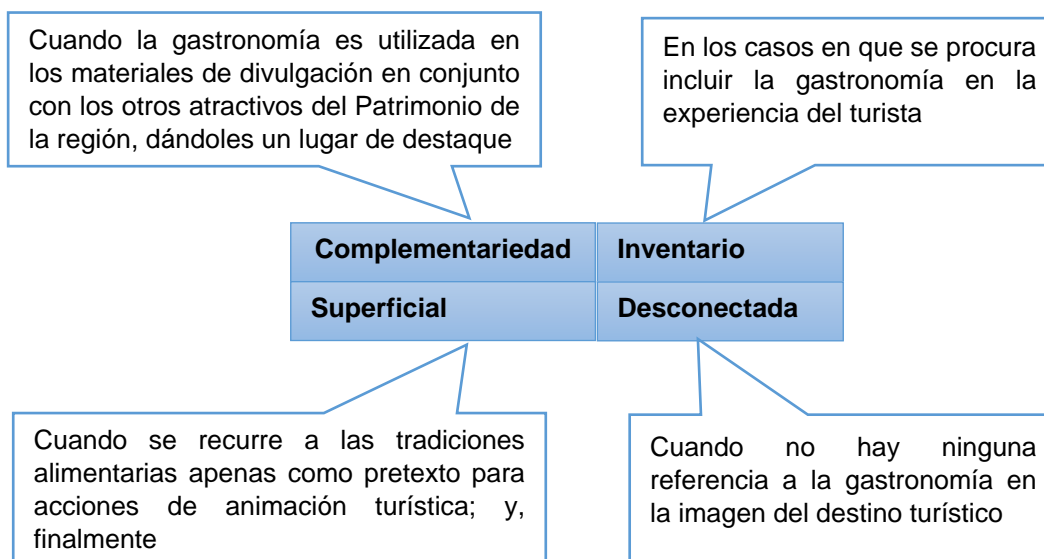 Cuando la gastronomía es utilizada en
los materiales de divulgación en conjunto
con los otros atractivos del Patrimonio de
la región, dándoles un lugar de destaque
En los casos en que se procura
incluir la gastronomía en la
experiencia del turista
Complementariedad
Inventario
Superficial
Desconectada
Cuando se recurre a las tradiciones
alimentarias apenas como pretexto para
acciones de animación turística; y,
finalmente
Cuando no hay ninguna
referencia a la gastronomía en
la imagen del destino turístico